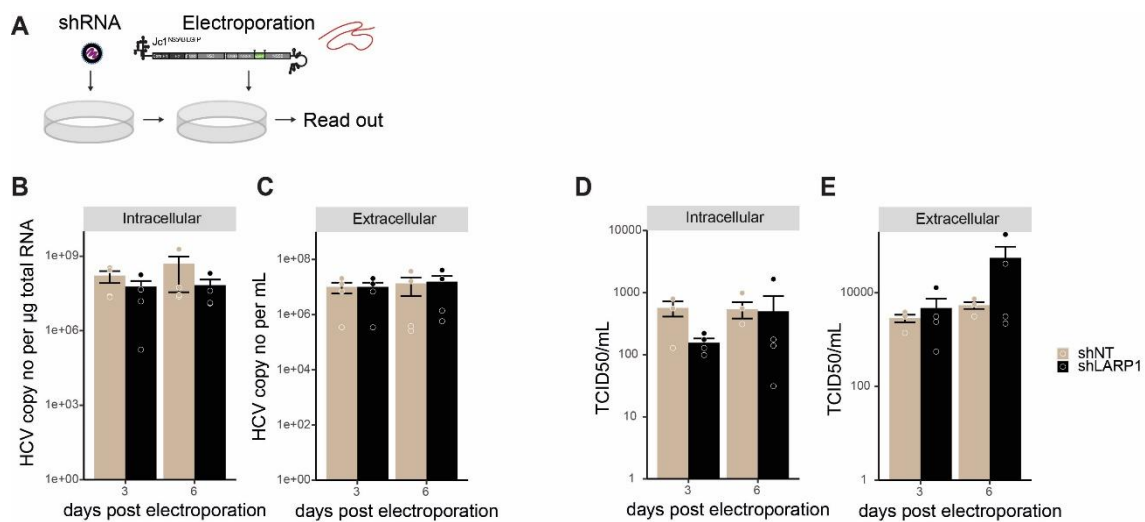 A
shRNA
Electroporation
Jc1
Read out
B
C
D
E
Intracellular
Extracellular
Intracellular
Extracellular
HCV copy no per µg total RNA
1e+09
1e+06
1e+03
1e+00
3
6
days post electroporation
HCV copy no per mL
1e+08
1e+06
1e+04
1e+02
1e+00
3
6
days post electroporation
TCID50/mL
10000
1000
100
10
1
3
6
days post electroporation
TCID50/mL
10000
100
1
3
6
days post electroporation
shNT
shLARP1